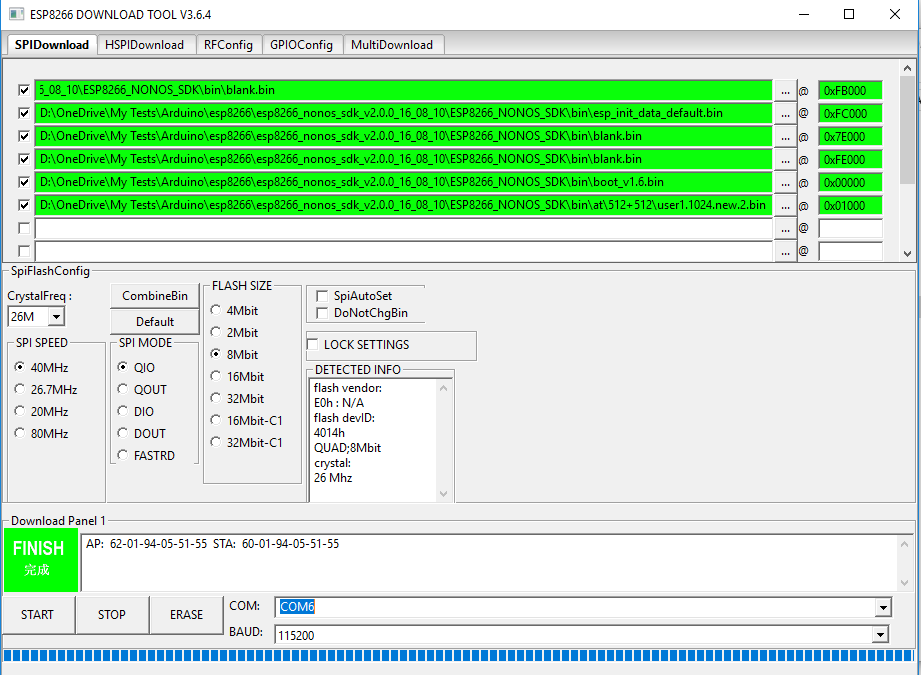 ESP8266 DOWNLOAD TOOL V3.6.4
SPIDownload HSPIDownload RFConfig GPIOConfig MultiDownload
5_08_10\ESP8266_NONOS_SDK\bin\blank.bin ... @ 0xFB000
D:\OneDrive\My Tests\Arduino\esp8266\esp8266_nonos_sdk_v2.0.0_16_08_10\ESP8266_NONOS_SDK\bin\esp_init_data_default.bin ... @ 0xFC000
D:\OneDrive\My Tests\Arduino\esp8266\esp8266_nonos_sdk_v2.0.0_16_08_10\ESP8266_NONOS_SDK\bin\blank.bin ... @ 0x7E000
D:\OneDrive\My Tests\Arduino\esp8266\esp8266_nonos_sdk_v2.0.0_16_08_10\ESP8266_NONOS_SDK\bin\blank.bin ... @ 0xFE000
D:\OneDrive\My Tests\Arduino\esp8266\esp8266_nonos_sdk_v2.0.0_16_08_10\ESP8266_NONOS_SDK\bin\boot_v1.6.bin ... @ 0x00000
D:\OneDrive\My Tests\Arduino\esp8266\esp8266_nonos_sdk_v2.0.0_16_08_10\ESP8266_NONOS_SDK\bin\at\512+512\user1.1024.new.2.bin ... @ 0x01000
... @
... @
SpiFlashConfig
CrystalFreq :
26M
CombineBin
Default
SPI SPEED
40MHz
26.7MHz
20MHz
80MHz
SPI MODE
QIO
QOUT
DIO
DOUT
FASTRD
FLASH SIZE
4Mbit
2Mbit
8Mbit
16Mbit
32Mbit
16Mbit-C1
32Mbit-C1
SpiAutoSet
DoNotChgBin
LOCK SETTINGS
DETECTED INFO
flash vendor:
E0h : N/A
flash devID:
4014h
QUAD;8Mbit
crystal:
26 Mhz
Download Panel 1
FINISH
完成
AP: 62-01-94-05-51-55 STA: 60-01-94-05-51-55
START STOP ERASE
COM: COM6
BAUD: 115200